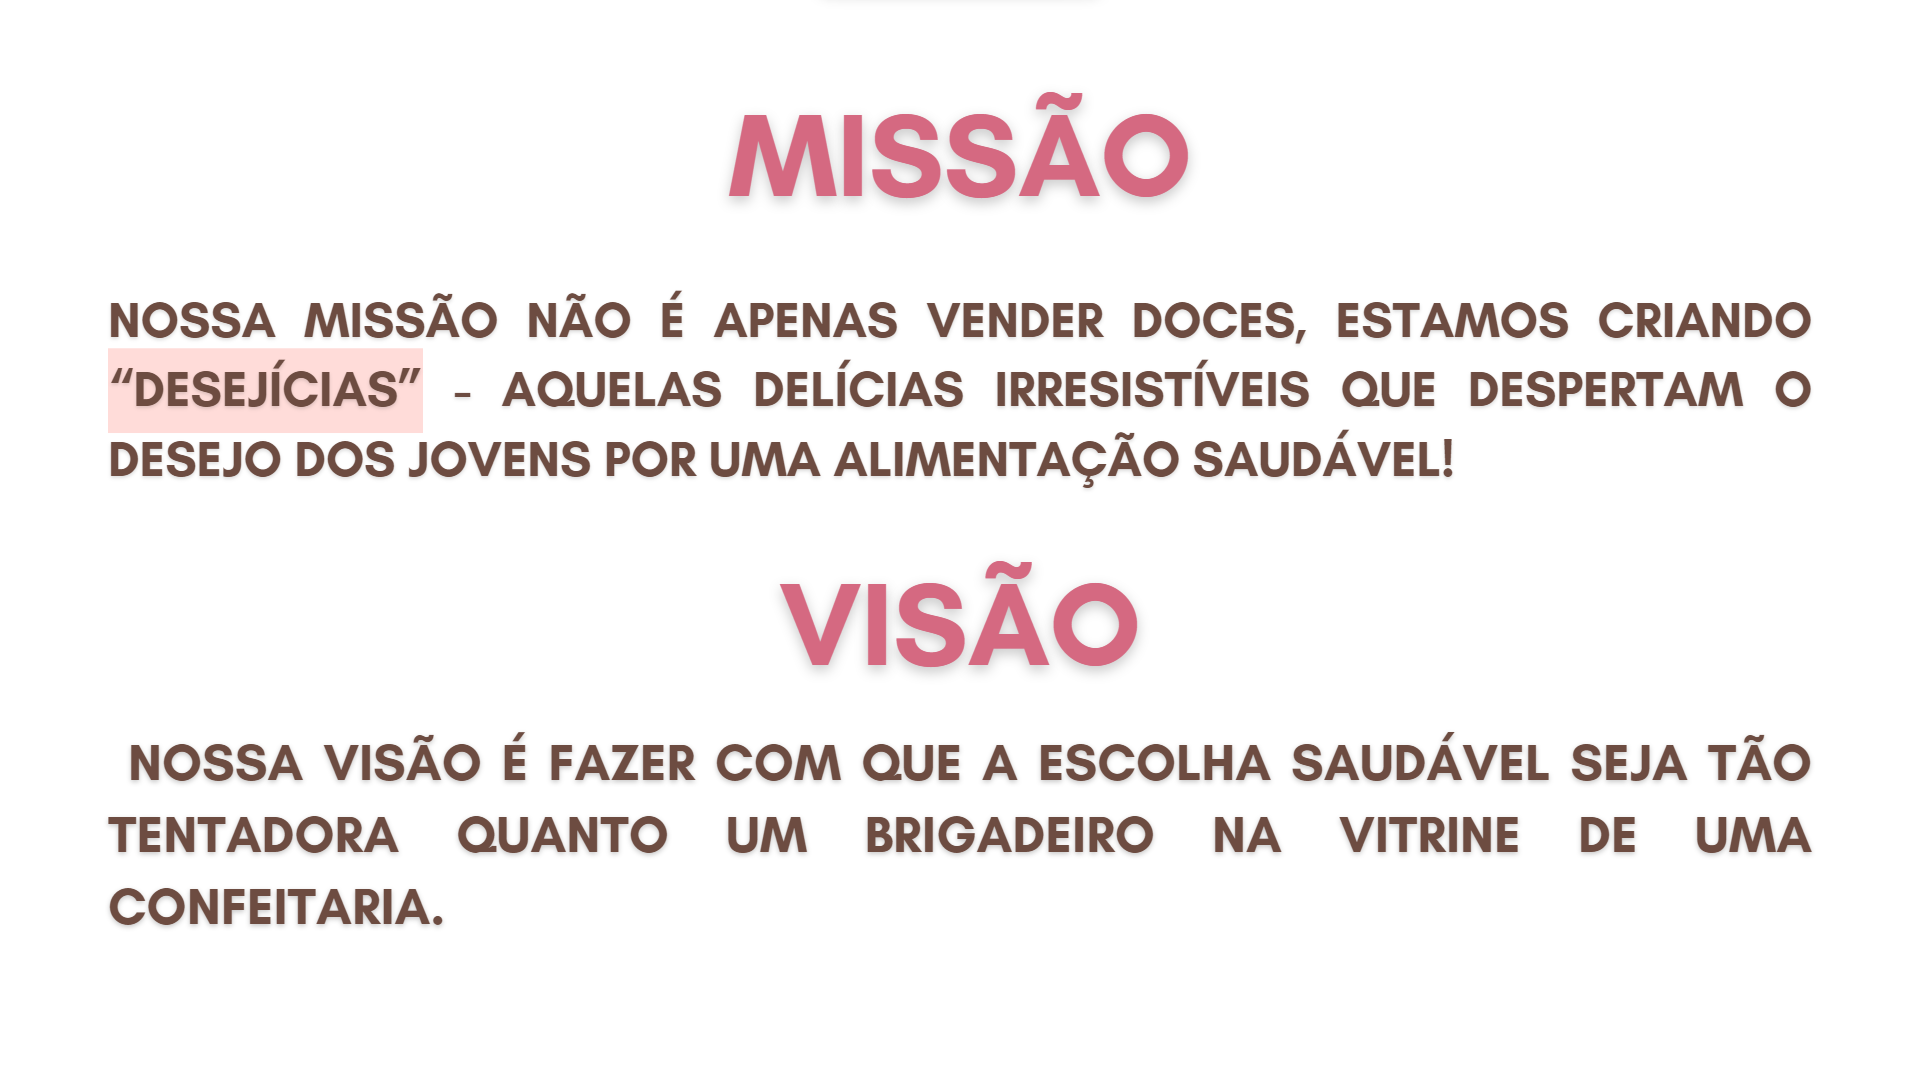 MISSÃO
NOSSA MISSÃO NÃO É APENAS VENDER DOCES, ESTAMOS CRIANDO
“DESEJÍCIAS” - AQUELAS DELÍCIAS IRRESISTÍVEIS QUE DESPERTAM O
DESEJO DOS JOVENS POR UMA ALIMENTAÇÃO SAUDÁVEL!
VISÃO
NOSSA VISÃO É FAZER COM QUE A ESCOLHA SAUDÁVEL SEJA TÃO
TENTADORA QUANTO UM BRIGADEIRO NA VITRINE DE UMA
CONFEITARIA.